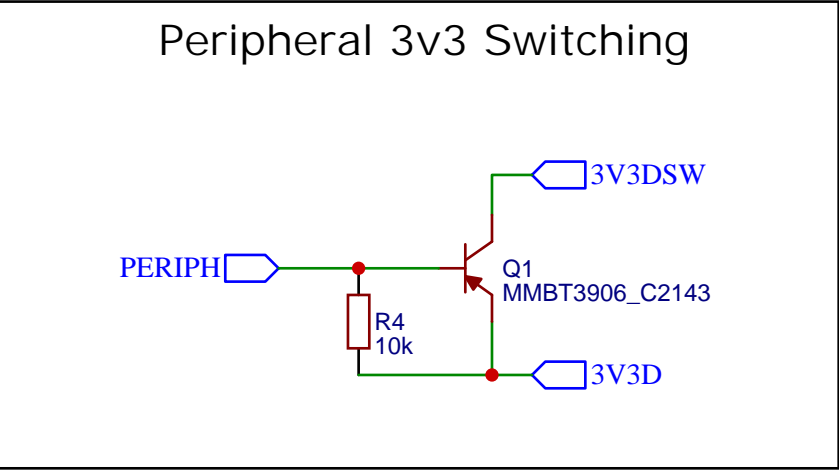 Peripheral 3v3 Switching
3V3DSW
PERIPH
Q1
MMBT3906_C2143
R4
10k
3V3D